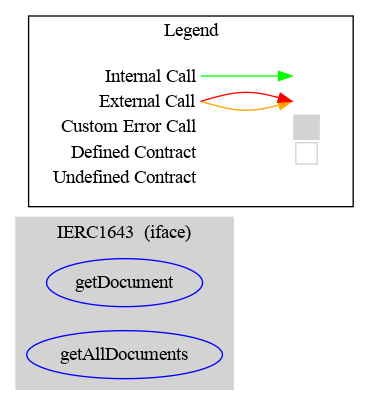 Legend
Internal Call
External Call
Custom Error Call
Defined Contract
Undefined Contract
IERC1643  (iface)
getDocument
getAllDocuments